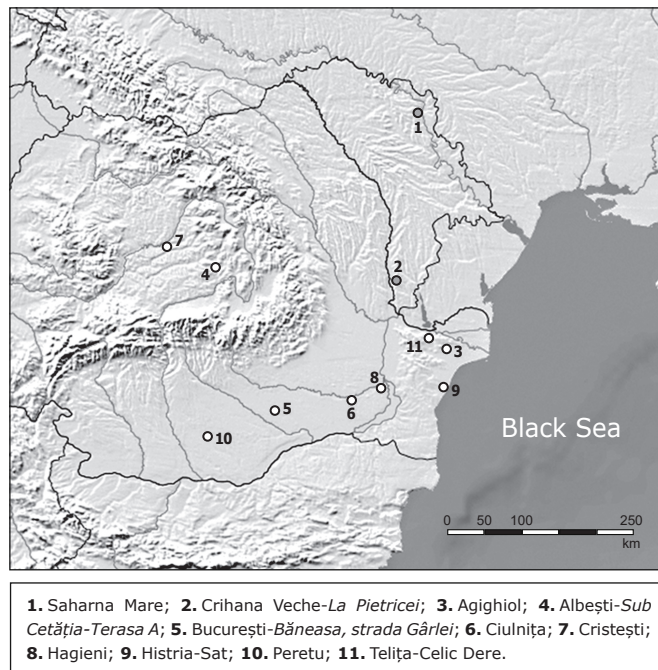 1
7
4
2
11
3
8
9
6
5
10
Black Sea
0 50 100 250
km
1. Saharna Mare; 2. Crihana Veche-La Pietricei; 3. Agighiol; 4. Albești-Sub
Cetăția-Terasa A; 5. București-Băneasa, strada Gârlei; 6. Ciulnița; 7. Cristești;
8. Hagieni; 9. Histria-Sat; 10. Peretu; 11. Telița-Celic Dere.